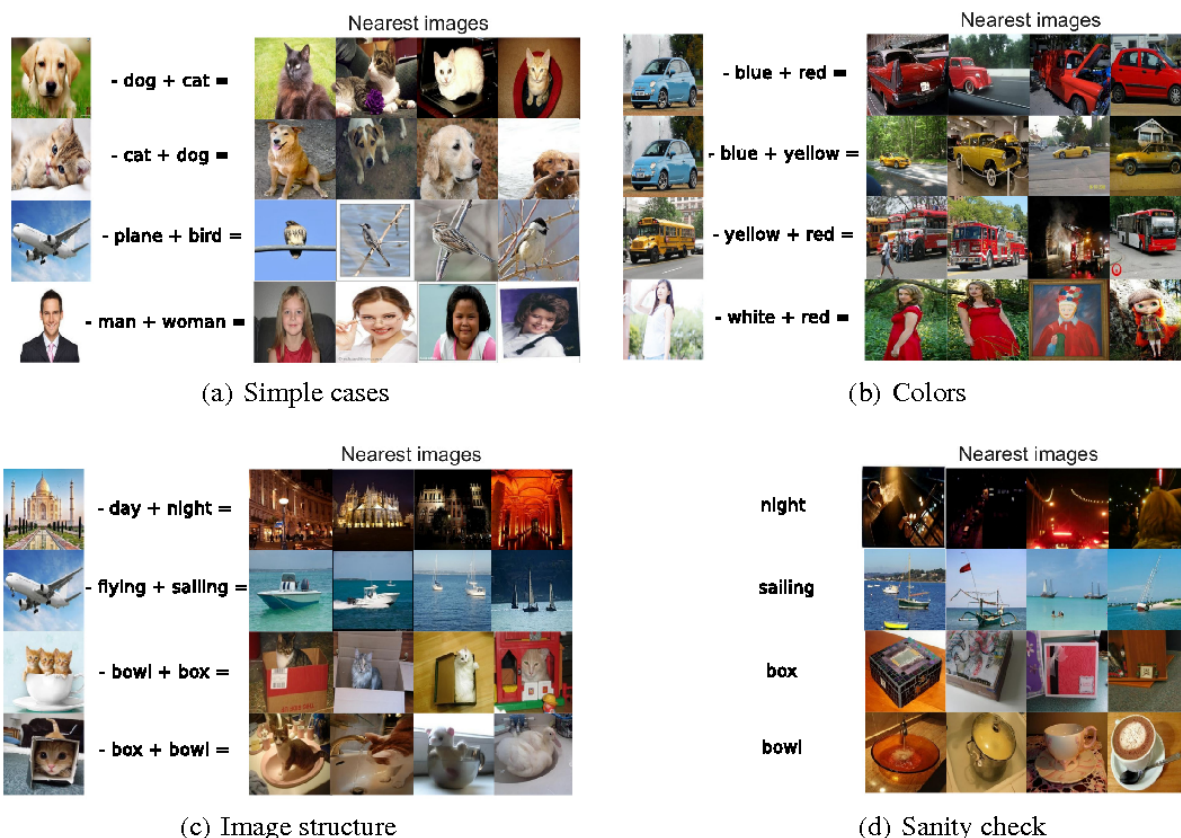 Nearest images
- dog + cat =
- cat + dog =
- plane + bird =
- man + woman =
(a) Simple cases
Nearest images
- blue + red =
- blue + yellow =
- yellow + red =
- white + red =
(b) Colors
Nearest images
- day + night =
- flying + sailing =
- bowl + box =
- box + bowl =
(c) Image structure
Nearest images
night
sailing
box
bowl
(d) Sanity check